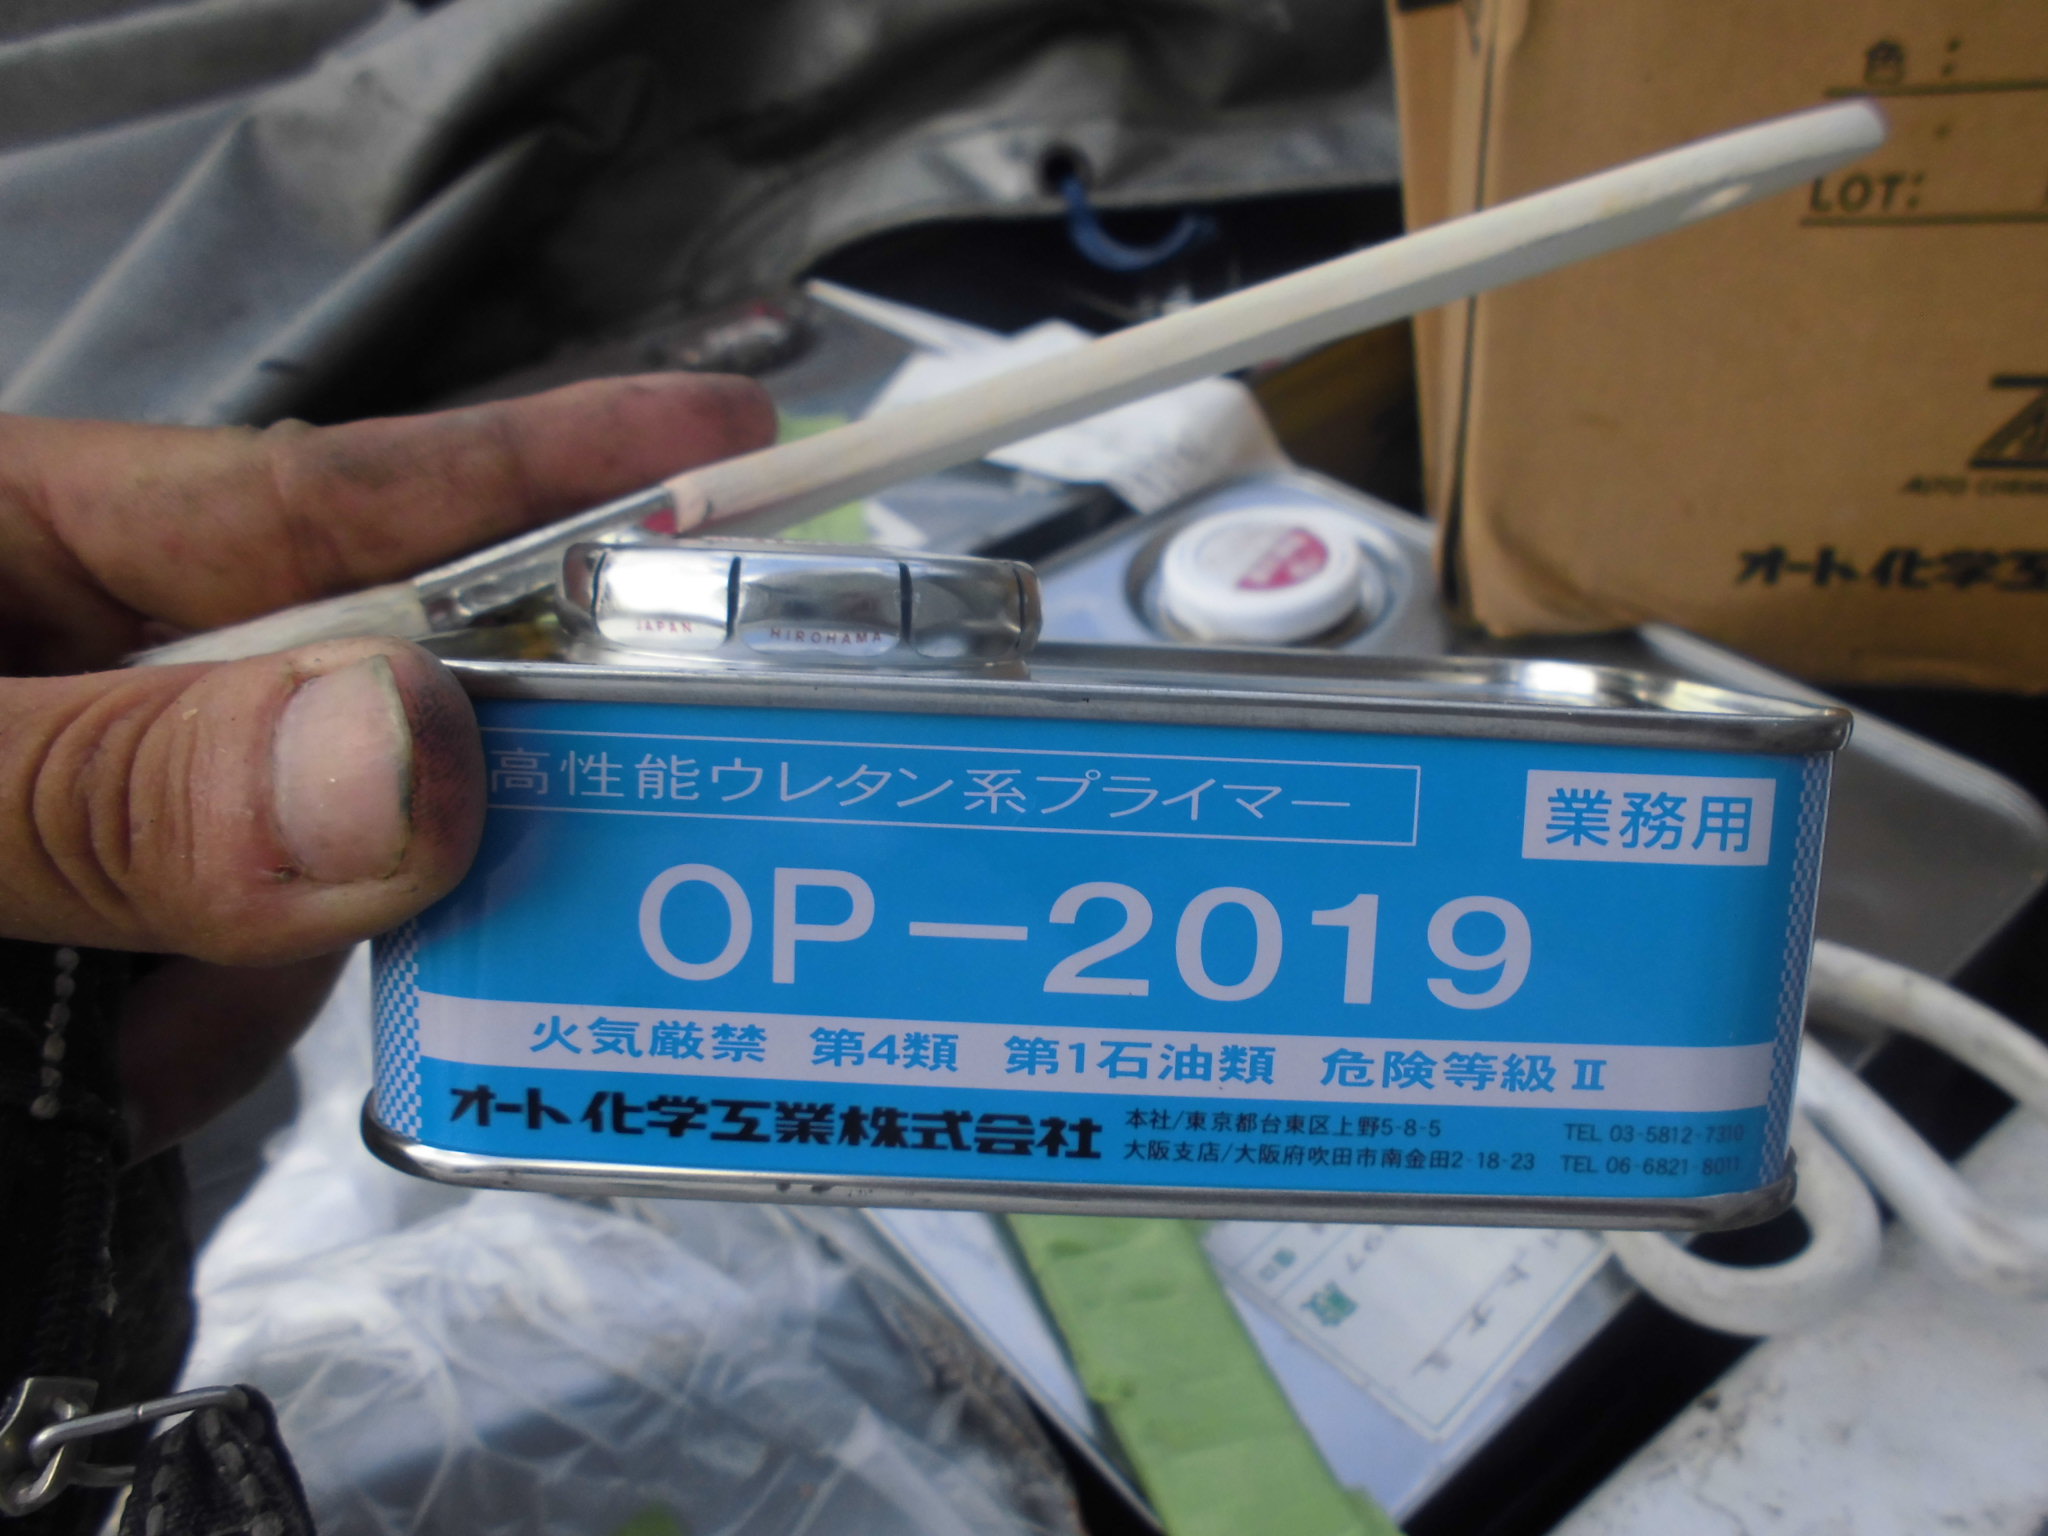 色：
LOT:
オート化学工
JAPAN
HIROHAMA
高性能ウレタン系プライマー
業務用
OP-2019
火気厳禁 第4類 第1石油類 危険等級Ⅱ
オート化学工業株式会社
本社/東京都台東区上野5-8-5 TEL 03-5812-7310
大阪支店/大阪府吹田市南金田2-18-23 TEL 06-6821-8011
殿